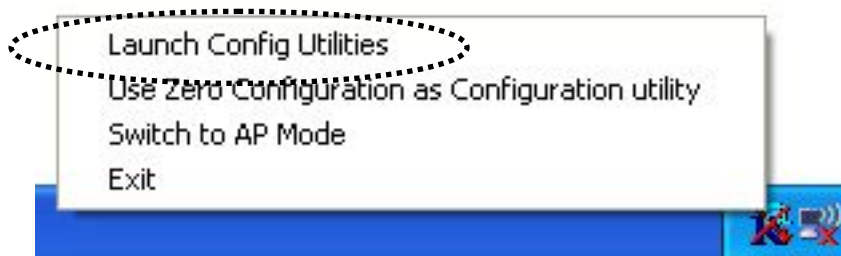 Launch Config Utilities
Use Zero Configuration as Configuration utility
Switch to AP Mode
Exit